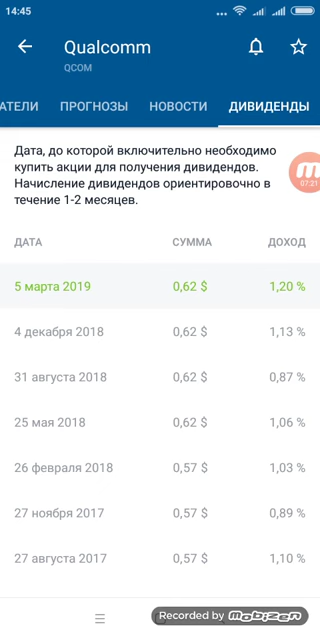 14:45
Qualcomm
QCOM
АТЕЛИ ПРОГНОЗЫ НОВОСТИ ДИВИДЕНДЫ
Дата, до которой включительно необходимо
купить акции для получения дивидендов.
Начисление дивидендов ориентировочно в
течение 1-2 месяцев.
07:21
ДАТА СУММА ДОХОД
5 марта 2019 0,62 $ 1,20 %
4 декабря 2018 0,62 $ 1,13 %
31 августа 2018 0,62 $ 0,87 %
25 мая 2018 0,62 $ 1,06 %
26 февраля 2018 0,57 $ 1,03 %
27 ноября 2017 0,57 $ 0,89 %
27 августа 2017 0,57 $ 1,10 %
Recorded by mobizen